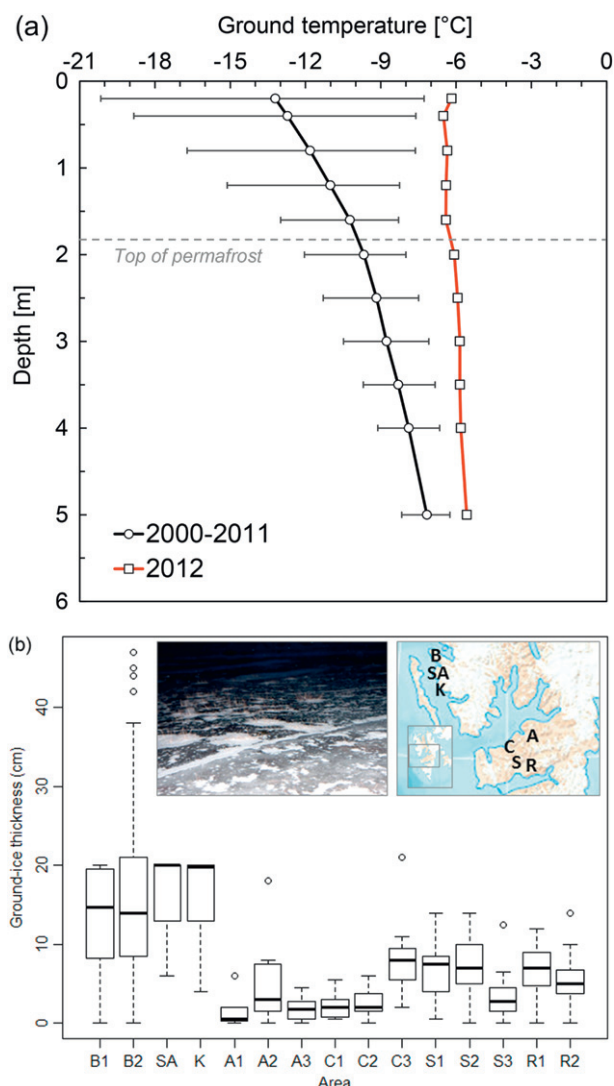 (a)
Ground temperature [°C]
-21 -18 -15 -12 -9 -6 -3 0
0
1
2
3
4
5
6
Depth [m]
Top of permafrost
2000-2011
2012
(b)
B
SA
K
A
C
S R
Ground-ice thickness (cm)
40
30
20
10
0
B1 B2 SA K A1 A2 A3 C1 C2 C3 S1 S2 S3 R1 R2
Area